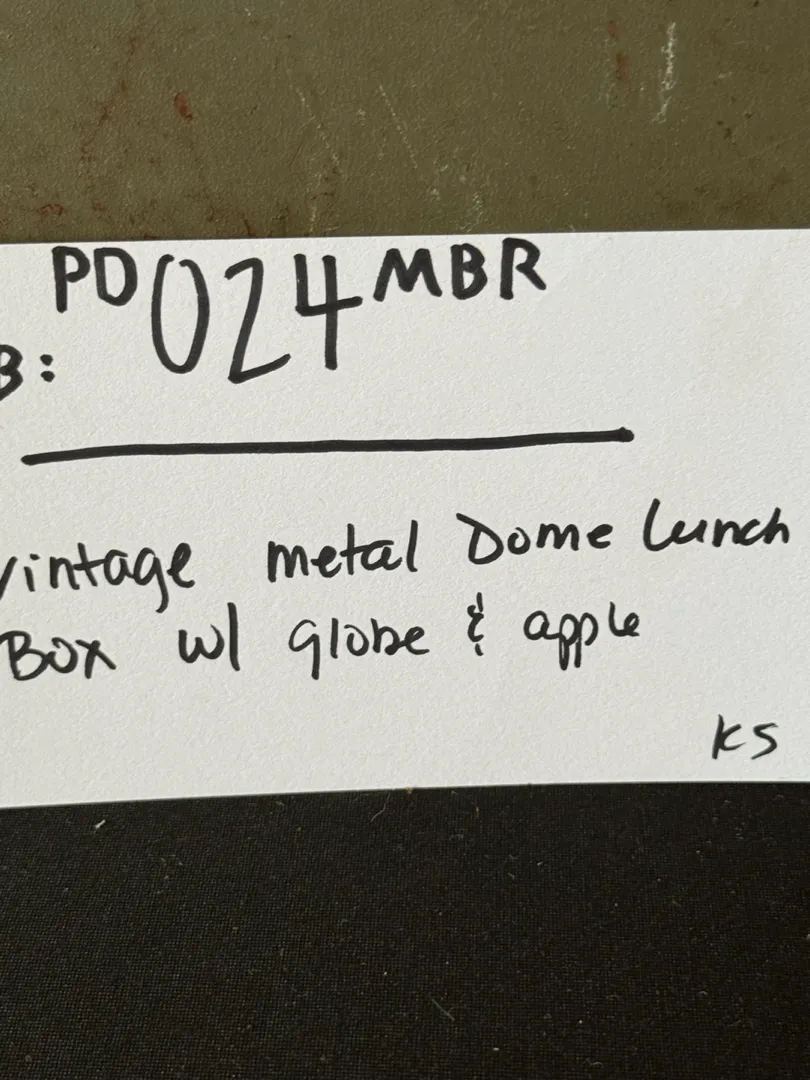 PD024MBR
B:
vintage metal Dome Lunch
Box w/ globe & apple
KS